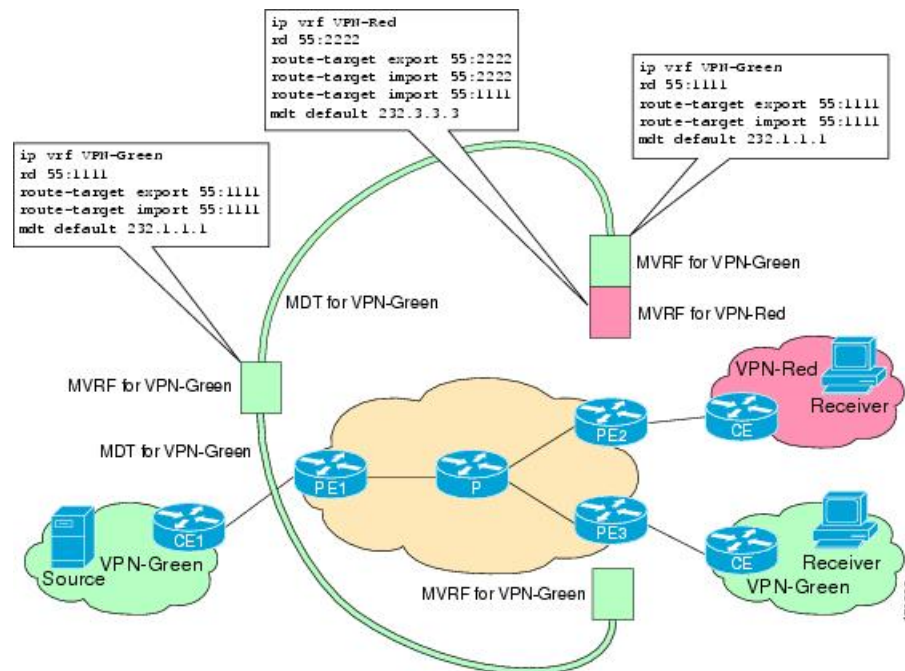 ip vrf VPN-Red
rd 55:2222
route-target export 55:2222
route-target import 55:2222
route-target import 55:1111
mdt default 232.3.3.3
ip vrf VPN-Green
rd 55:1111
route-target export 55:1111
route-target import 55:1111
mdt default 232.1.1.1
ip vrf VPN-Green
rd 55:1111
route-target export 55:1111
route-target import 55:1111
mdt default 232.1.1.1
MVRF for VPN-Green
MDT for VPN-Green
MVRF for VPN-Red
MVRF for VPN-Green
VPN-Red
Receiver
PE2
CE
MDT for VPN-Green
PE1
P
CE1
VPN-Green
Source
PE3
CE
Receiver
VPN-Green
MVRF for VPN-Green